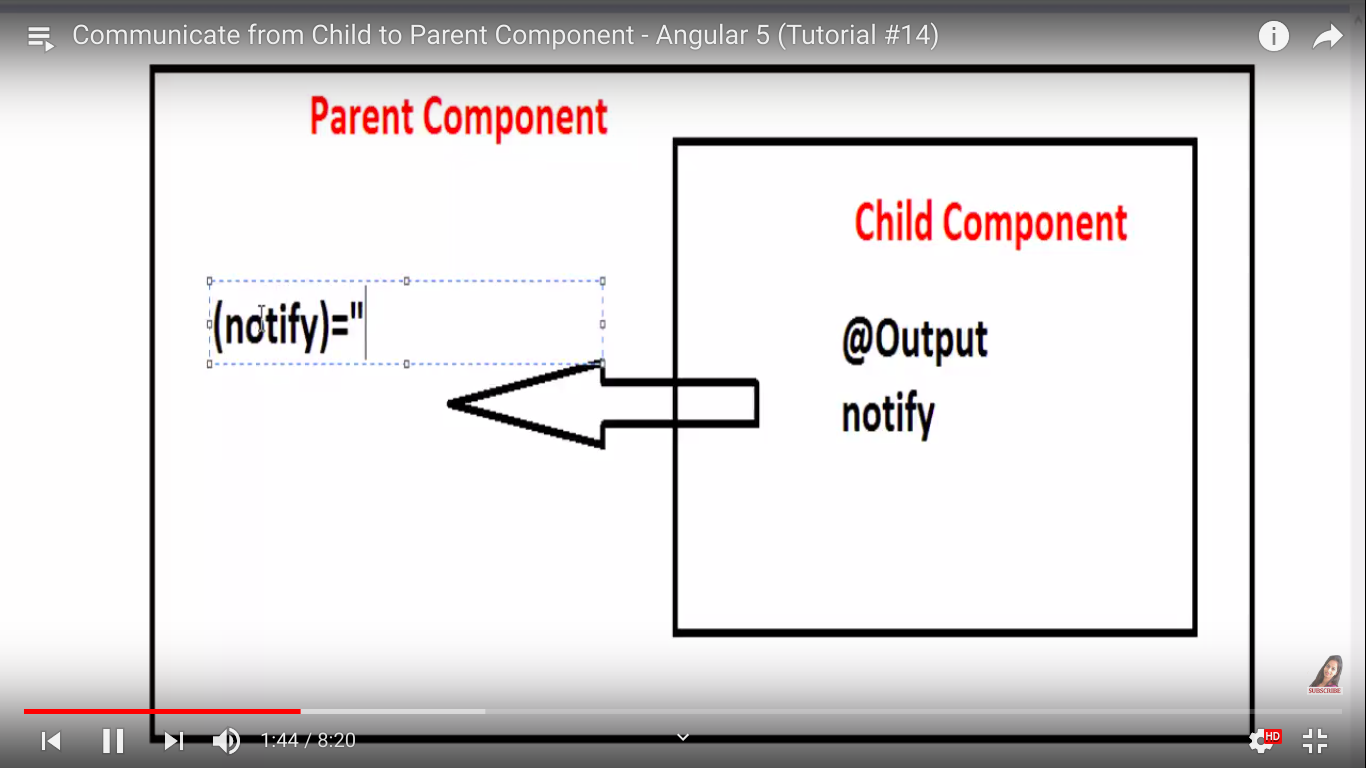 Communicate from Child to Parent Component - Angular 5 (Tutorial #14)
Parent Component
Child Component
(notify)="
@Output
notify
SUBSCRIBE
1:44 / 8:20
HD